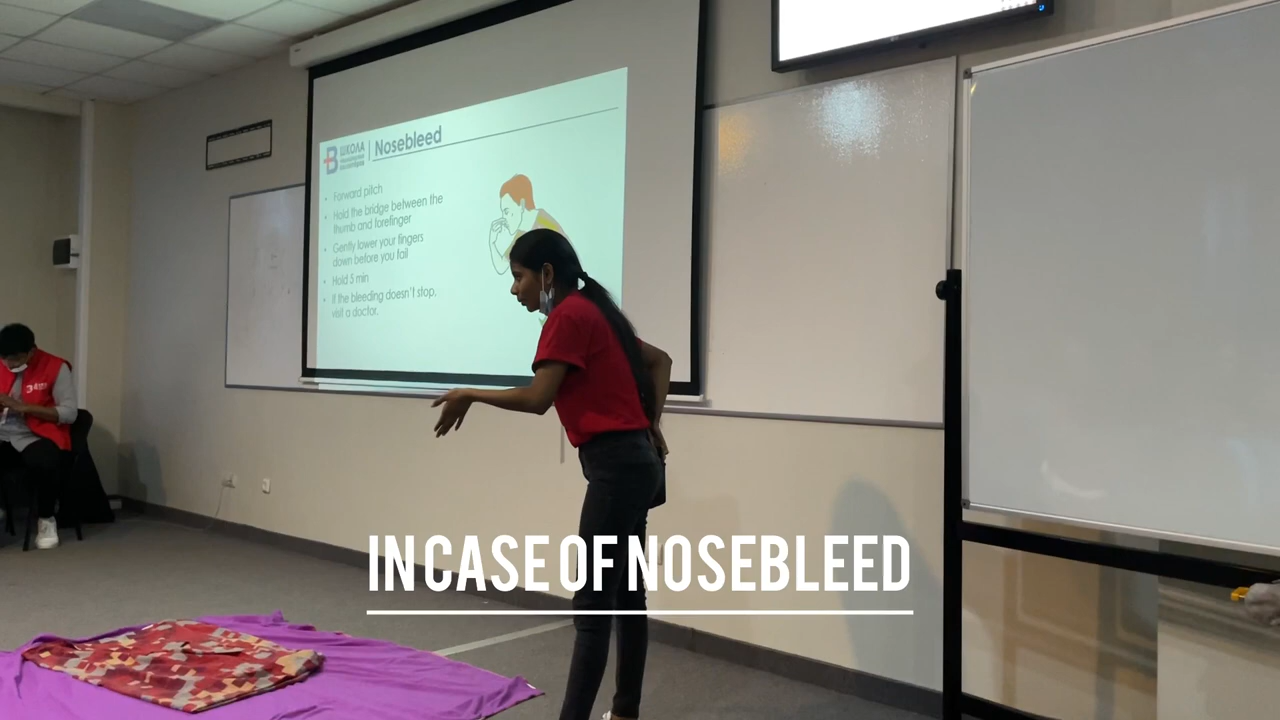 ШКОЛА
Nosebleed
• Forward pitch
• Hold the bridge between the
thumb and forefinger
• Gently lower your fingers
down before you fail
• Hold 5 min
• If the bleeding doesn't stop,
visit a doctor.
IN CASE OF NOSEBLEED